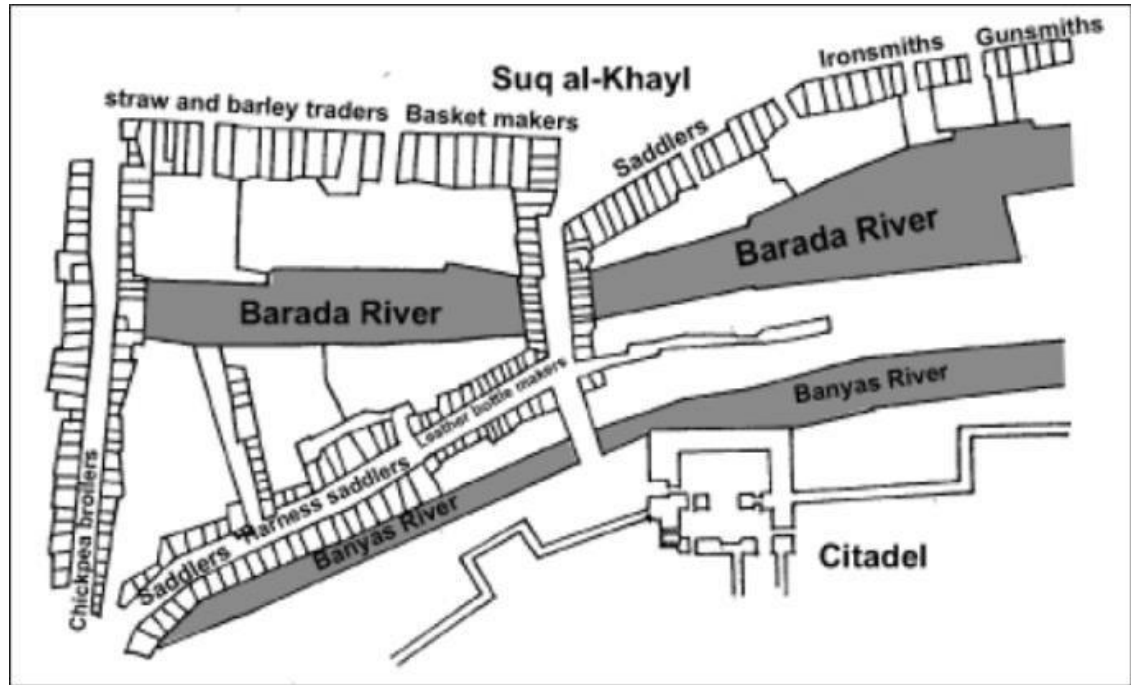 Suq al-Khayl
Ironsmiths
Gunsmiths
straw and barley traders
Basket makers
Saddlers
Barada River
Barada River
Leather bottle makers
Banyas River
Chickpea broilers
Saddlers
Harness saddlers
Banyas River
Citadel